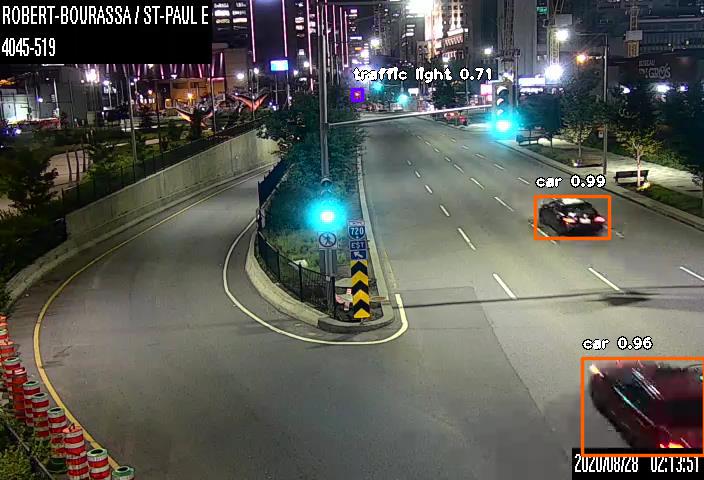 ROBERT-BOURASSA / ST-PAUL E
4045-519
traffic light 0.71
car 0.99
720
EST
car 0.96
2020/08/28 02:13:51